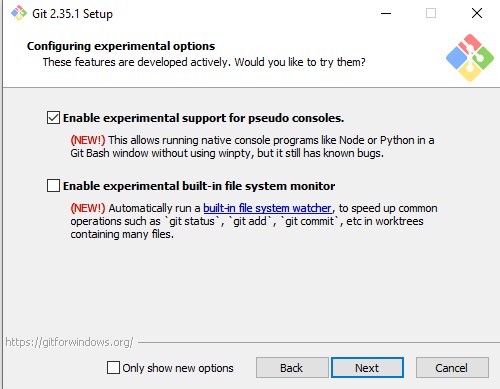 Git 2.35.1 Setup
Configuring experimental options
These features are developed actively. Would you like to try them?
Enable experimental support for pseudo consoles.
(NEW!) This allows running native console programs like Node or Python in a
Git Bash window without using winpty, but it still has known bugs.
Enable experimental built-in file system monitor
(NEW!) Automatically run a built-in file system watcher, to speed up common
operations such as `git status`, `git add`, `git commit`, etc in worktrees
containing many files.
https://gitforwindows.org/
Only show new options
Back
Next
Cancel